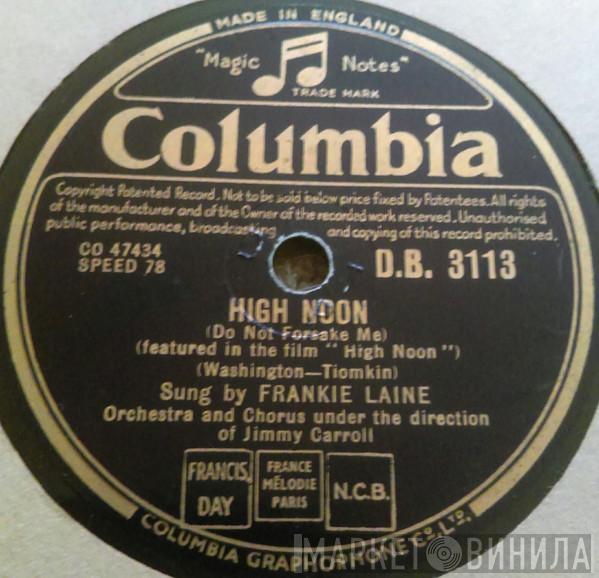 MADE IN ENGLAND
"Magic Notes"
TRADE MARK
Columbia
Copyright Patented Record. Not to be sold below price fixed by Patentees. All rights
of the manufacturer and of the Owner of the recorded work reserved. Unauthorised
public performance, broadcasting and copying of this record prohibited.
CO 47434
SPEED 78
D.B. 3113
HIGH NOON
(Do Not Forsake Me)
(featured in the film "High Noon")
(Washington—Tiomkin)
Sung by FRANKIE LAINE
Orchestra and Chorus under the direction
of Jimmy Carroll
FRANCIS, DAY
FRANCE MÉLODIE PARIS
N.C.B.
COLUMBIA GRAPHOPHONE CO. LTD.
МАРКЕТ ВИНИЛА